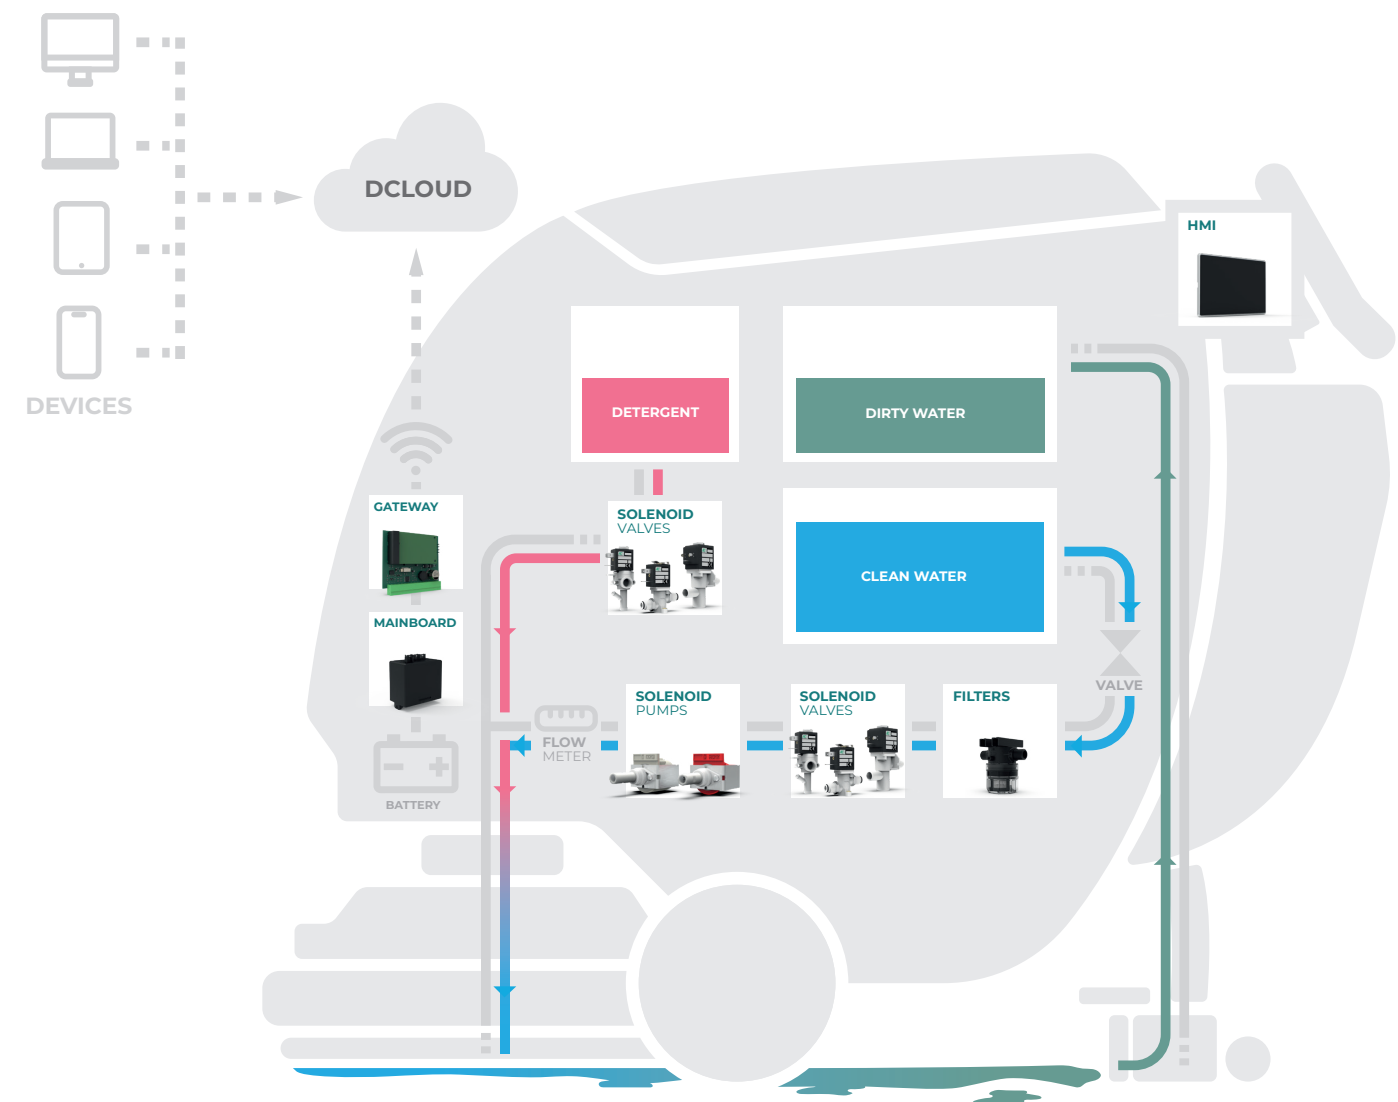 DCLOUD
HMI
DEVICES
DETERGENT
DIRTY WATER
GATEWAY
SOLENOID
VALVES
CLEAN WATER
MAINBOARD
VALVE
SOLENOID
PUMPS
SOLENOID
VALVES
FILTERS
FLOW
METER
BATTERY